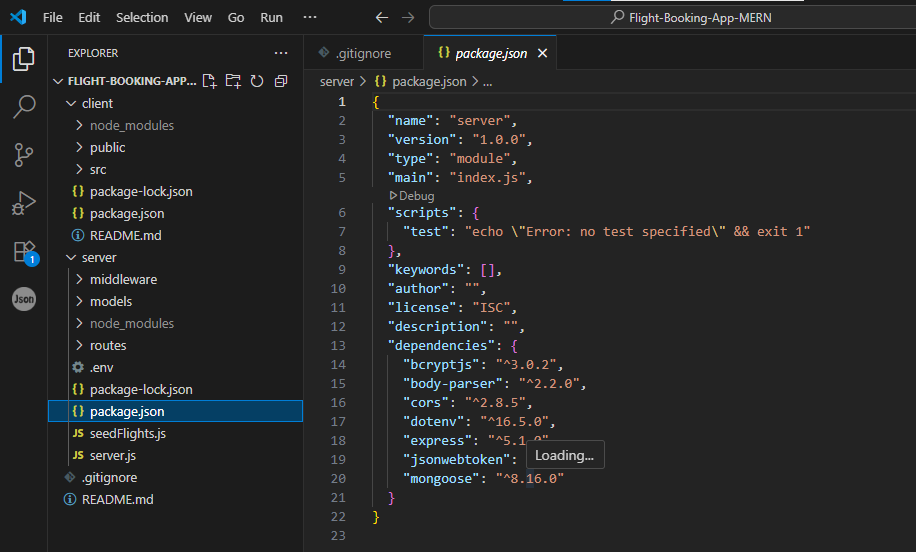 File Edit Selection View Go Run ··· Flight-Booking-App-MERN
EXPLORER ···
FLIGHT-BOOKING-APP...
client
node_modules
public
src
{} package-lock.json
{} package.json
README.md
server
middleware
models
node_modules
routes
.env
{} package-lock.json
{} package.json
JS seedFlights.js
JS server.js
.gitignore
README.md
1
Json
.gitignore {} package.json
server > {} package.json > ...
1 {
2 "name": "server",
3 "version": "1.0.0",
4 "type": "module",
5 "main": "index.js",
Debug
6 "scripts": {
7 "test": "echo \"Error: no test specified\" && exit 1"
8 },
9 "keywords": [],
10 "author": "",
11 "license": "ISC",
12 "description": "",
13 "dependencies": {
14 "bcryptjs": "^3.0.2",
15 "body-parser": "^2.2.0",
16 "cors": "^2.8.5",
17 "dotenv": "^16.5.0",
18 "express": "^5.1.0",
19 "jsonwebtoken":
Loading...
20 "mongoose": "^8.16.0"
21 }
22 }
23